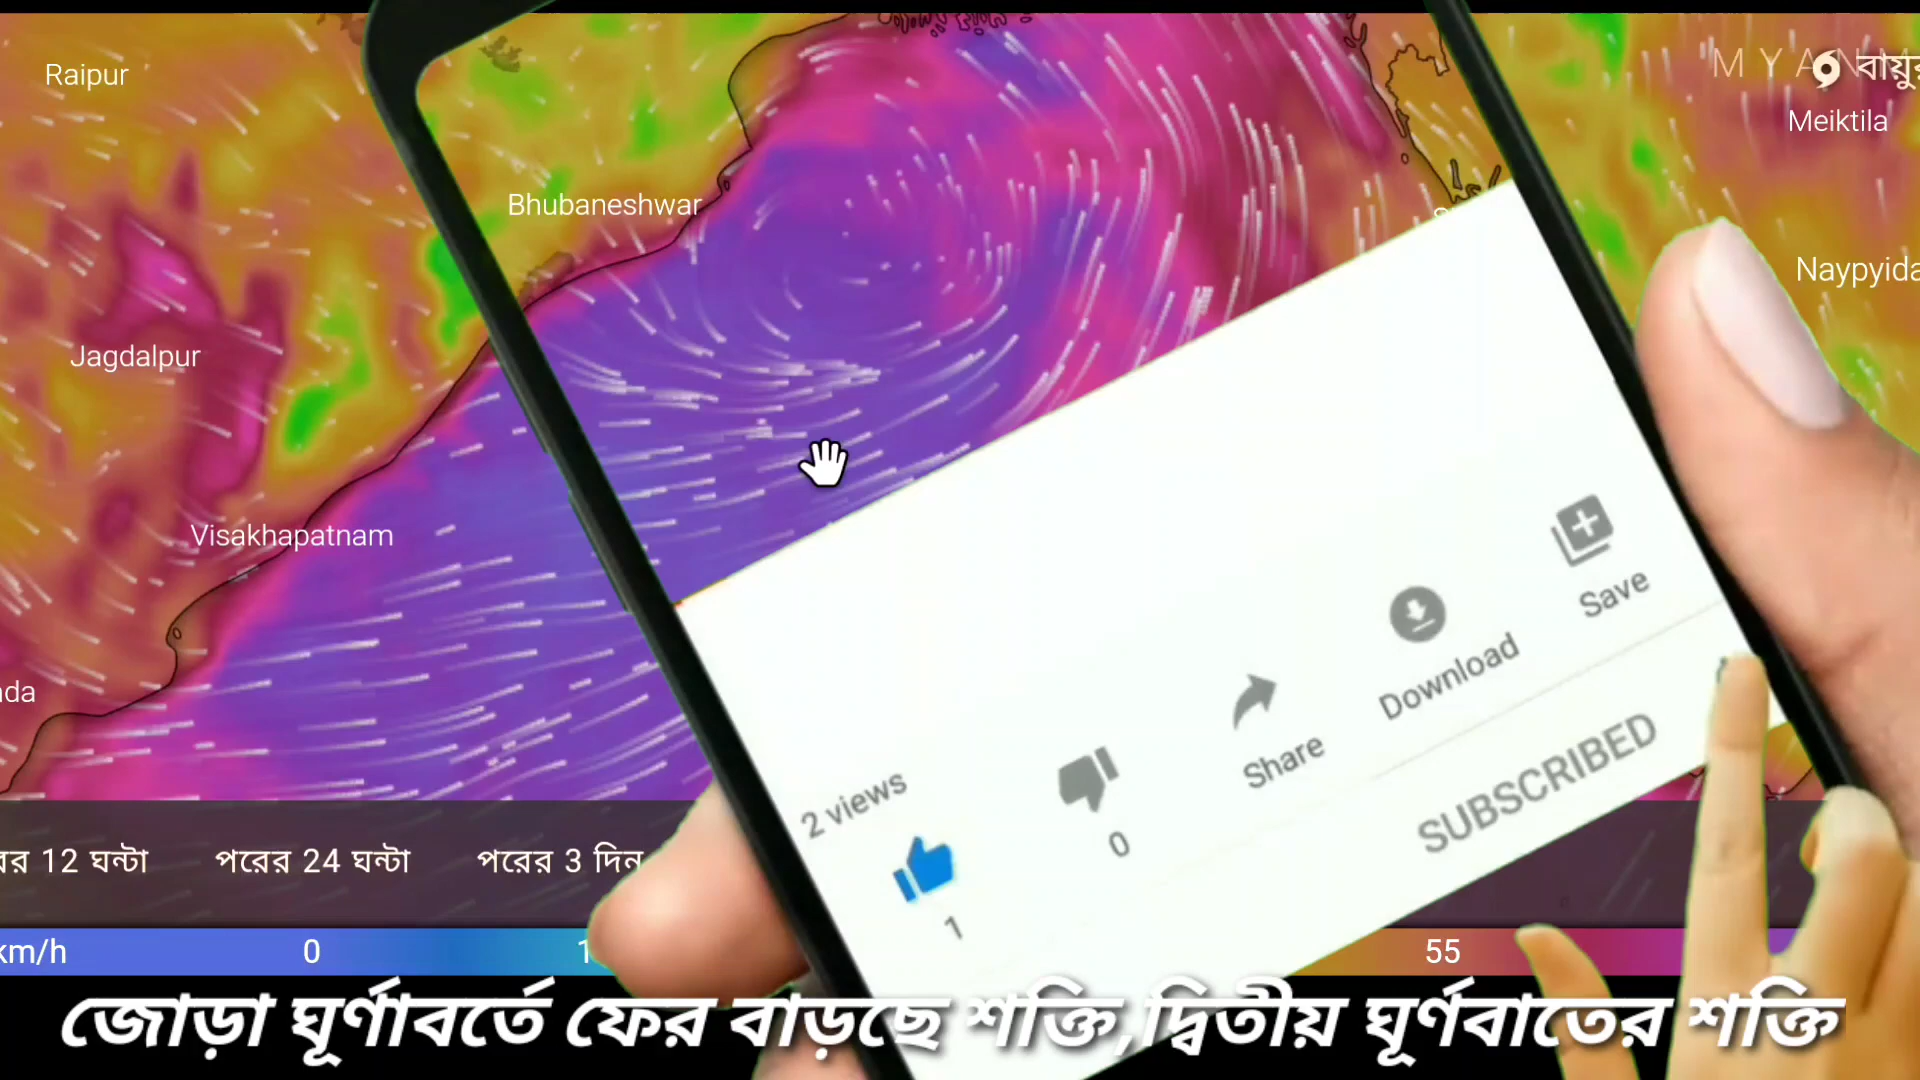 Raipur
M Y A N M
Meiktila
Bhubaneshwar
Naypyida
Jagdalpur
Visakhapatnam
Save
Download
Share
SUBSCRIBED
2 views
0
1
12 ঘন্টা
পরের 24 ঘন্টা
পরের 3 দিন
km/h
0
55
জোড়া ঘূর্ণাবর্তে ফের বাড়ছে শক্তি,দ্বিতীয় ঘূর্ণবাতের শক্তি